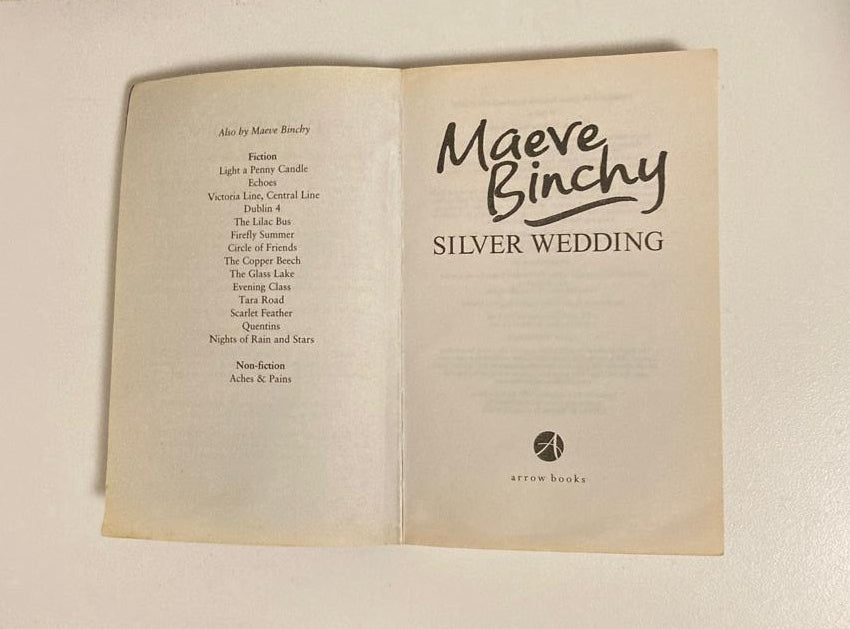 Also by Maeve Binchy
Fiction
Light a Penny Candle
Echoes
Victoria Line, Central Line
Dublin 4
The Lilac Bus
Firefly Summer
Circle of Friends
The Copper Beech
The Glass Lake
Evening Class
Tara Road
Scarlet Feather
Quentins
Nights of Rain and Stars
Non-fiction
Aches & Pains
Maeve
Binchy
SILVER WEDDING
A
arrow books